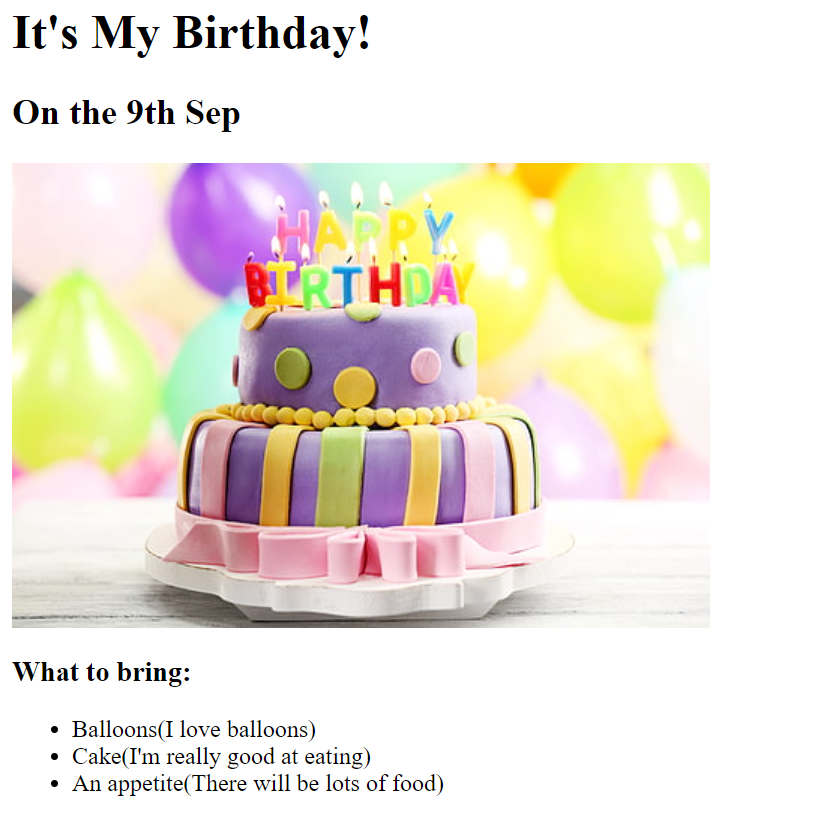 It's My Birthday!
On the 9th Sep
HAPPY
BIRTHDAY
What to bring:
Balloons(I love balloons)
Cake(I'm really good at eating)
An appetite(There will be lots of food)